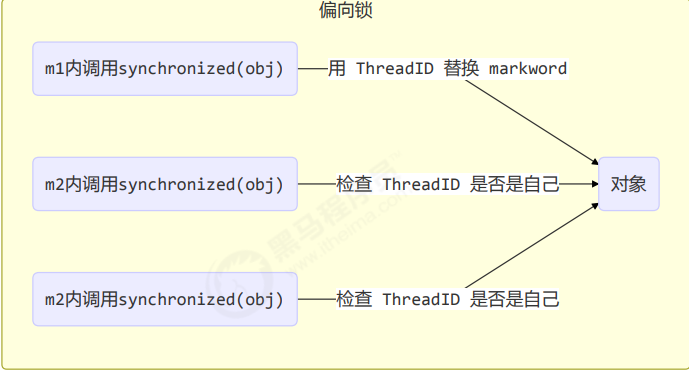 偏向锁
m1内调用synchronized(obj)
用 ThreadID 替换 markword
m2内调用synchronized(obj)
检查 ThreadID 是否是自己
对象
m2内调用synchronized(obj)
检查 ThreadID 是否是自己
黑马程序员
www.itheima.com